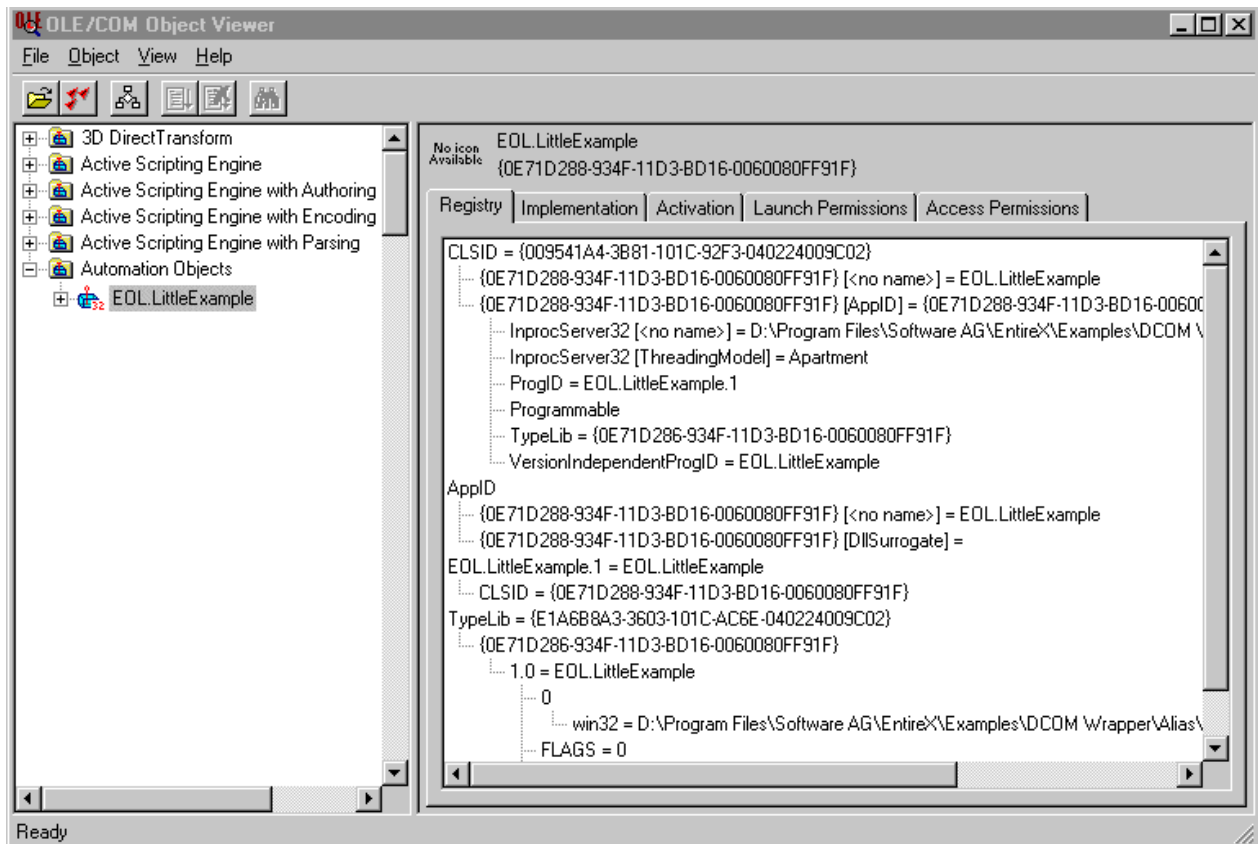 OLE/COM Object Viewer
File Object View Help
3D DirectTransform
Active Scripting Engine
Active Scripting Engine with Authoring
Active Scripting Engine with Encoding
Active Scripting Engine with Parsing
Automation Objects
EOL.LittleExample
No icon Available
EOL.LittleExample
{0E71D288-934F-11D3-BD16-0060080FF91F}
Registry Implementation Activation Launch Permissions Access Permissions
CLSID = {009541A4-3B81-101C-92F3-040224009C02}
{0E71D288-934F-11D3-BD16-0060080FF91F} [<no name>] = EOL.LittleExample
{0E71D288-934F-11D3-BD16-0060080FF91F} [AppID] = {0E71D288-934F-11D3-BD16-00600
InprocServer32 [<no name>] = D:\Program Files\Software AG\EntireX\Examples\DCOM \
InprocServer32 [ThreadingModel] = Apartment
ProgID = EOL.LittleExample.1
Programmable
TypeLib = {0E71D286-934F-11D3-BD16-0060080FF91F}
VersionIndependentProgID = EOL.LittleExample
AppID
{0E71D288-934F-11D3-BD16-0060080FF91F} [<no name>] = EOL.LittleExample
{0E71D288-934F-11D3-BD16-0060080FF91F} [DllSurrogate] =
EOL.LittleExample.1 = EOL.LittleExample
CLSID = {0E71D288-934F-11D3-BD16-0060080FF91F}
TypeLib = {E1A6B8A3-3603-101C-AC6E-040224009C02}
{0E71D286-934F-11D3-BD16-0060080FF91F}
1.0 = EOL.LittleExample
0
win32 = D:\Program Files\Software AG\EntireX\Examples\DCOM Wrapper\Alias\
FLAGS = 0
Ready